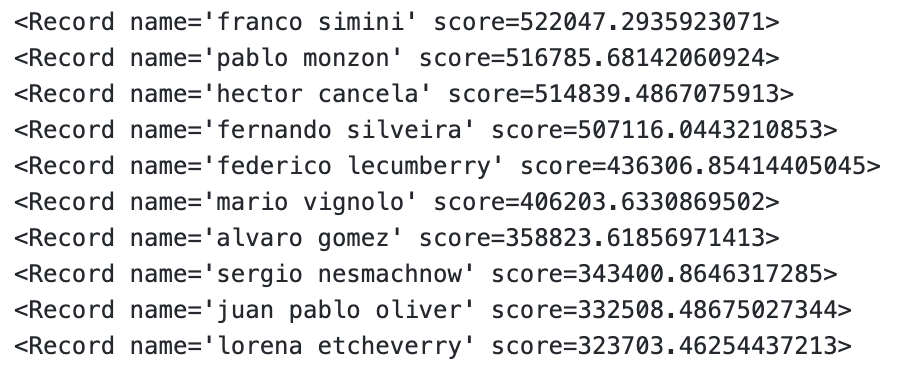 <Record name='franco simini' score=522047.2935923071>
<Record name='pablo monzon' score=516785.68142060924>
<Record name='hector cancela' score=514839.4867075913>
<Record name='fernando silveira' score=507116.0443210853>
<Record name='federico lecumberry' score=436306.85414405045>
<Record name='mario vignolo' score=406203.6330869502>
<Record name='alvaro gomez' score=358823.61856971413>
<Record name='sergio nesmachnow' score=343400.8646317285>
<Record name='juan pablo oliver' score=332508.48675027344>
<Record name='lorena etcheverry' score=323703.46254437213>